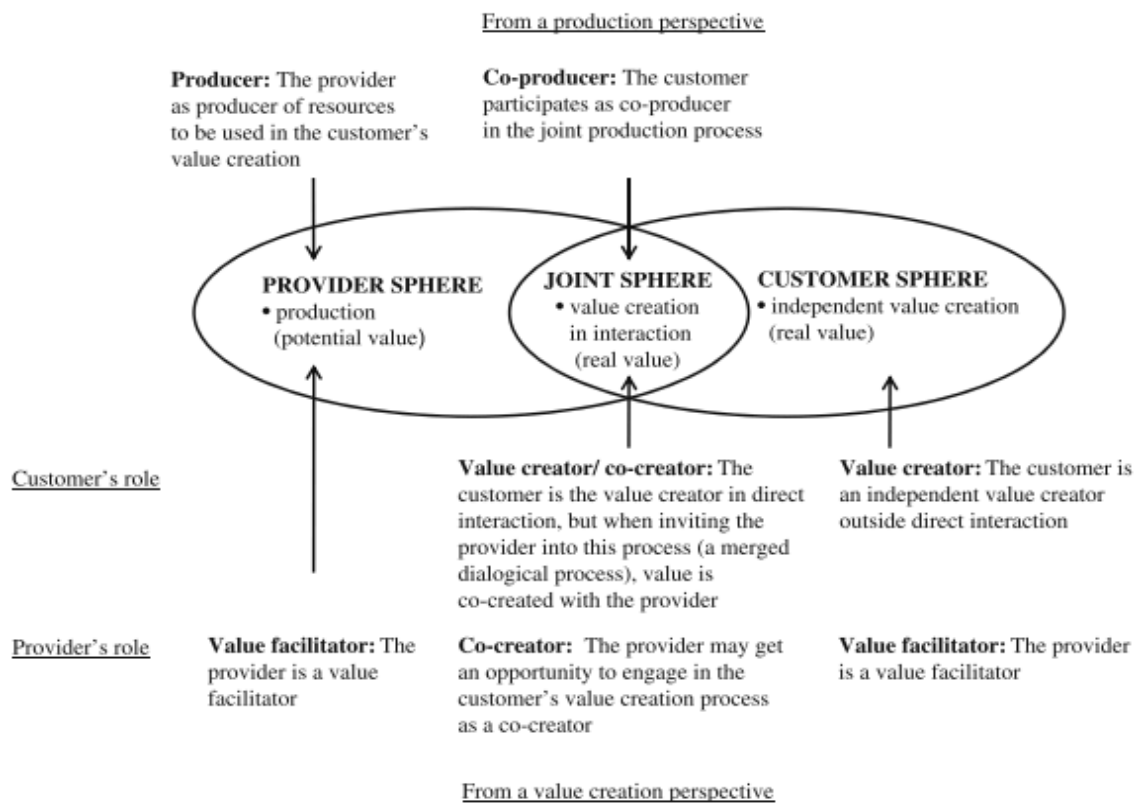 From a production perspective
Producer: The provider
as producer of resources
to be used in the customer's
value creation
Co-producer: The customer
participates as co-producer
in the joint production process
PROVIDER SPHERE
• production
(potential value)
JOINT SPHERE
• value creation
in interaction
(real value)
CUSTOMER SPHERE
• independent value creation
(real value)
Customer's role
Value creator/ co-creator: The
customer is the value creator in direct
interaction, but when inviting the
provider into this process (a merged
dialogical process), value is
co-created with the provider
Value creator: The customer is
an independent value creator
outside direct interaction
Provider's role
Value facilitator: The
provider is a value
facilitator
Co-creator: The provider may get
an opportunity to engage in the
customer's value creation process
as a co-creator
Value facilitator: The provider
is a value facilitator
From a value creation perspective